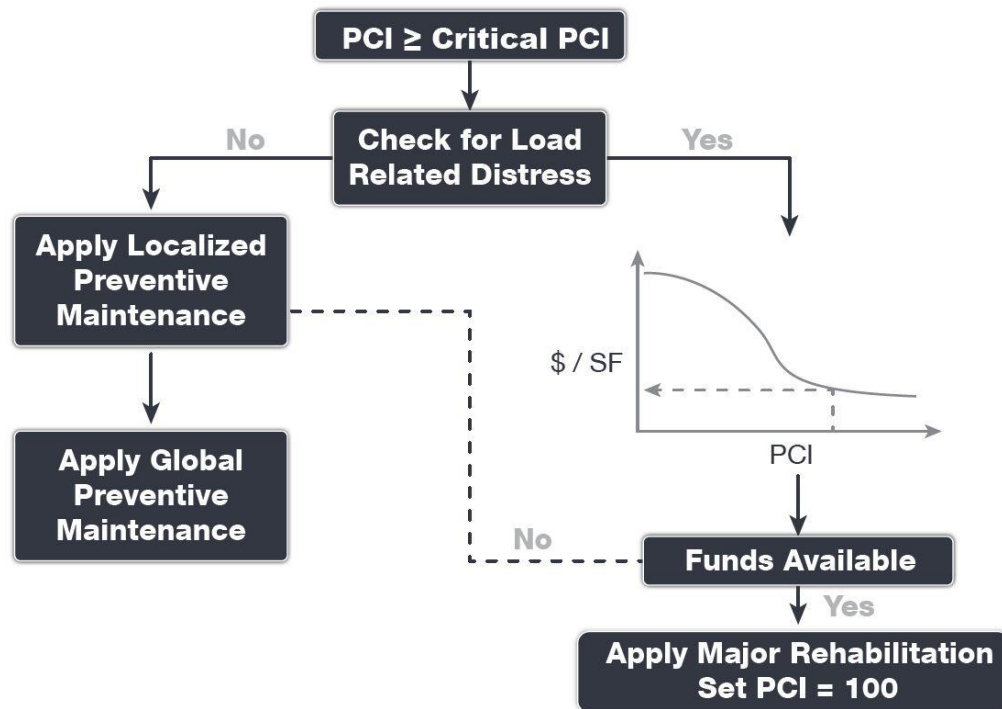 PCI ≥ Critical PCI
Check for Load
Related Distress
No
Yes
Apply Localized
Preventive
Maintenance
$ / SF
PCI
Apply Global
Preventive
Maintenance
No
Funds Available
Yes
Apply Major Rehabilitation
Set PCI = 100